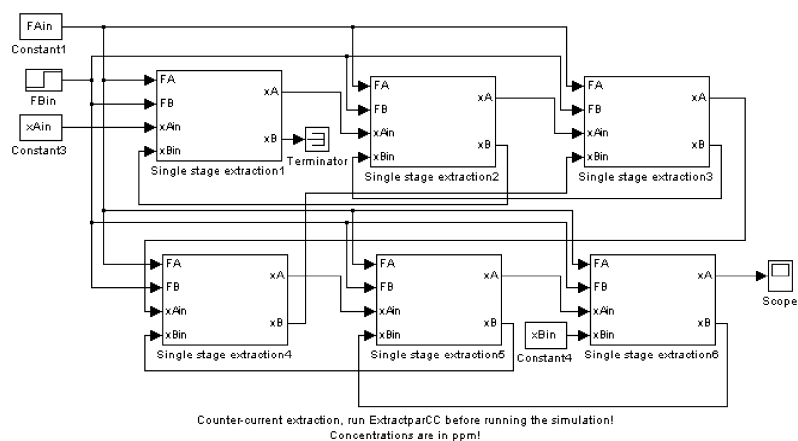 FAin
Constant1
FBin
xAin
Constant3
FA
FB
xAin
xBin
xA
xB
Single stage extraction1
Terminator
FA
FB
xAin
xBin
xA
xB
Single stage extraction2
FA
FB
xAin
xBin
xA
xB
Single stage extraction3
FA
FB
xAin
xBin
xA
xB
Single stage extraction4
FA
FB
xAin
xBin
xA
xB
Single stage extraction5
xBin
Constant4
FA
FB
xAin
xBin
xA
xB
Single stage extraction6
Scope
Counter-current extraction, run ExtractparCC before running the simulation!
Concentrations are in ppm!